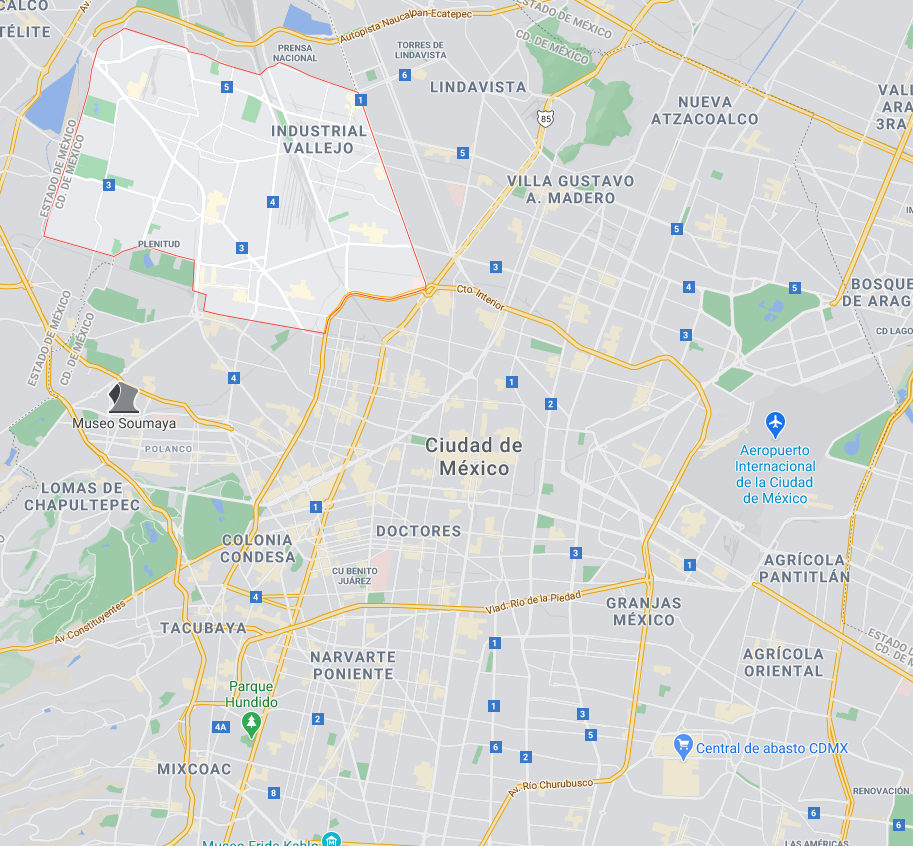 CALCO
TÉLITE
Av.
Autopista Naucalpan-Ecatepec
PRENSA
NACIONAL
TORRES DE
LINDAVISTA
ESTADO DE MÉXICO
CD. DE MÉXICO
6
5
1
LINDAVISTA
85
NUEVA
ATZACOALCO
VALL
ARA
3RA
INDUSTRIAL
VALLEJO
5
ESTADO DE MÉXICO
CD. DE MÉXICO
3
4
VILLA GUSTAVO
A. MADERO
5
PLENITUD
3
3
Cto. Interior
4
5
BOSQUE
DE ARAG
CD LAGO
3
ESTADO DE MÉXICO
CD. DE MÉXICO
4
1
2
Museo Soumaya
POLANCO
Ciudad de
México
Aeropuerto
Internacional
de la Ciudad
de México
LOMAS DE
CHAPULTEPEC
1
DOCTORES
COLONIA
CONDESA
3
1
AGRÍCOLA
PANTITLÁN
CU BENITO
JUÁREZ
4
Viad. Río de la Piedad
GRANJAS
MÉXICO
Av Constituyentes
TACUBAYA
1
ESTADO DE M
CD. DE MÉ
NARVARTE
PONIENTE
AGRÍCOLA
ORIENTAL
Parque
Hundido
4A
2
1
3
5
6
2
Central de abasto CDMX
MIXCOAC
8
Av. Río Churubusco
RENOVACIÓN
6
6
LAS AMÉRICAS
Museo Frida Kahlo